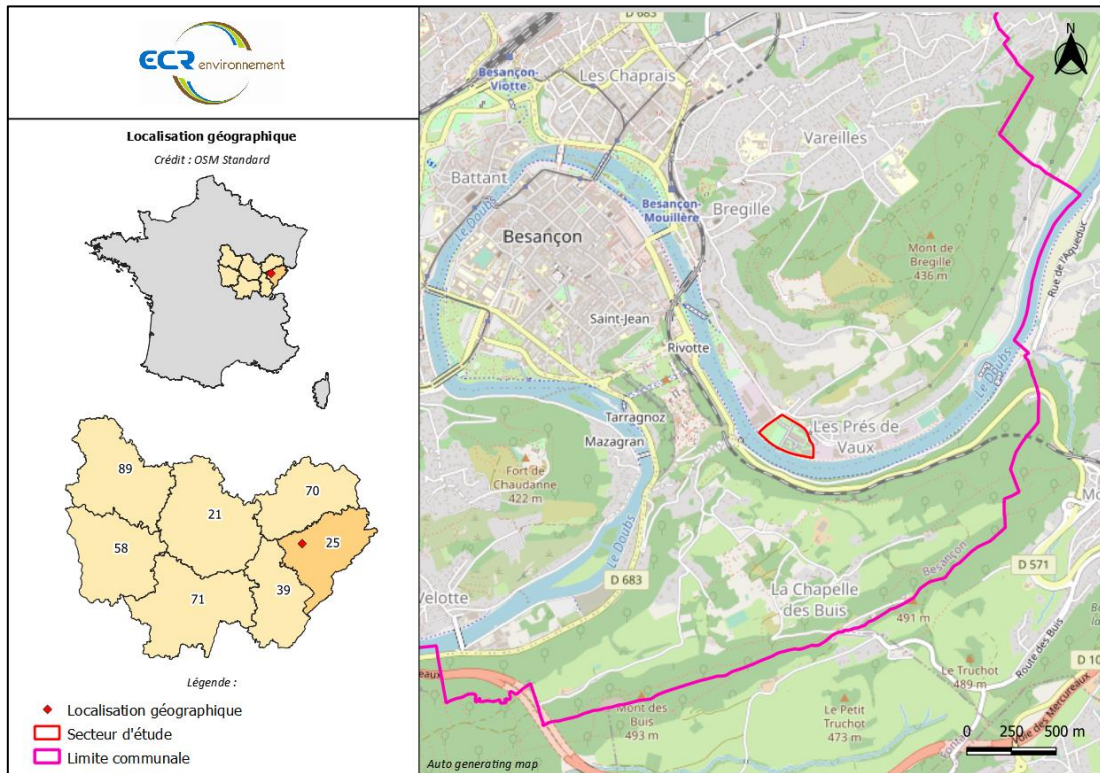 ECR environnement
Localisation géographique
Crédit : OSM Standard
89
21
70
58
25
71
39
Légende :
Localisation géographique
Secteur d'étude
Limite communale
D 683
Besançon-
Viotte
Les Chaprais
Vareilles
Battant
Le Doubs
Besançon-
Mouillère
Bregille
Besançon
Mont de
Bregille
436 m
Rue de l'Aqueduc
Saint-Jean
Rivotte
Le Doubs
Tarragnoz
Mazagran
Les Prés de
Vaux
Fort de
Chaudanne
422 m
Le Doubs
D 683
Velotte
La Chapelle
des Buis
Besançon
D 571
491 m
Route des Buis
Le Truchot
489 m
Mont des
Buis
493 m
Le Petit
Truchot
473 m
D 10
Voie des Mercureaux
0 250 500 m
Auto generating map